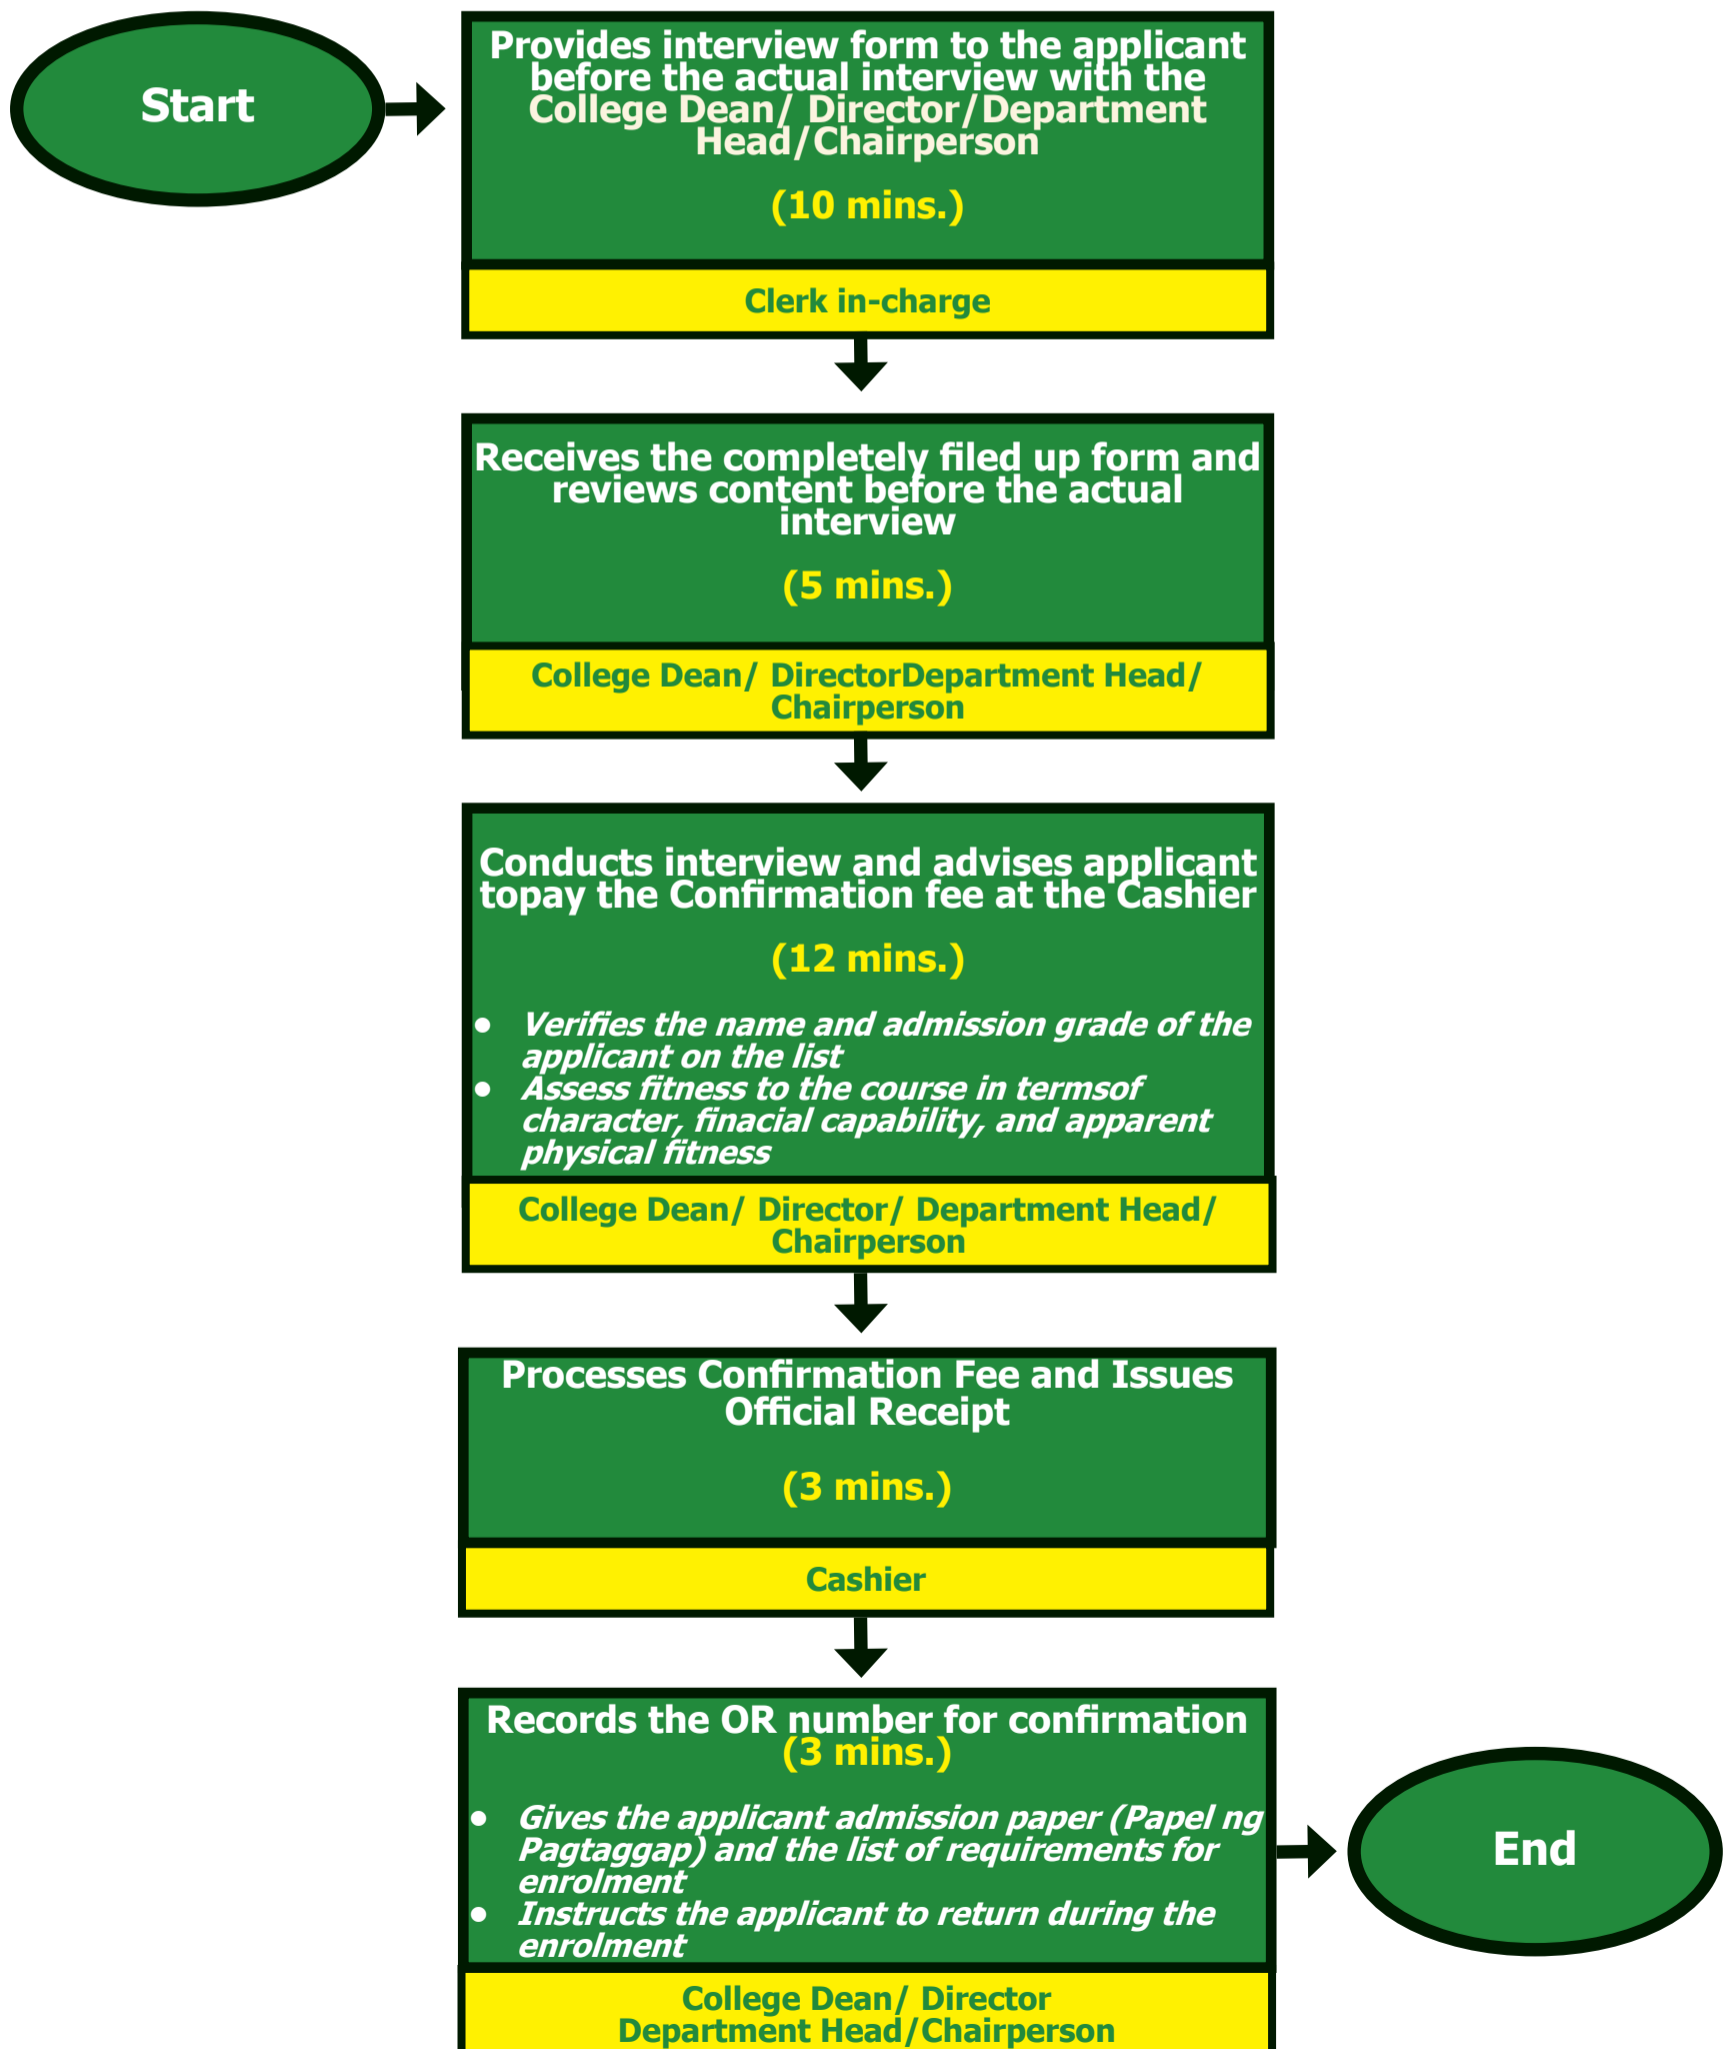 Start
Provides interview form to the applicant
before the actual interview with the
College Dean/ Director/Department
Head/Chairperson
(10 mins.)
Clerk in-charge
Receives the completely filed up form and
reviews content before the actual
interview
(5 mins.)
College Dean/ DirectorDepartment Head/
Chairperson
Conducts interview and advises applicant
topay the Confirmation fee at the Cashier
(12 mins.)
● Verifies the name and admission grade of the
applicant on the list
● Assess fitness to the course in termsof
character, finacial capability, and apparent
physical fitness
College Dean/ Director/ Department Head/
Chairperson
Processes Confirmation Fee and Issues
Official Receipt
(3 mins.)
Cashier
Records the OR number for confirmation
(3 mins.)
● Gives the applicant admission paper (Papel ng
Pagtaggap) and the list of requirements for
enrolment
● Instructs the applicant to return during the
enrolment
College Dean/ Director
Department Head/Chairperson
End